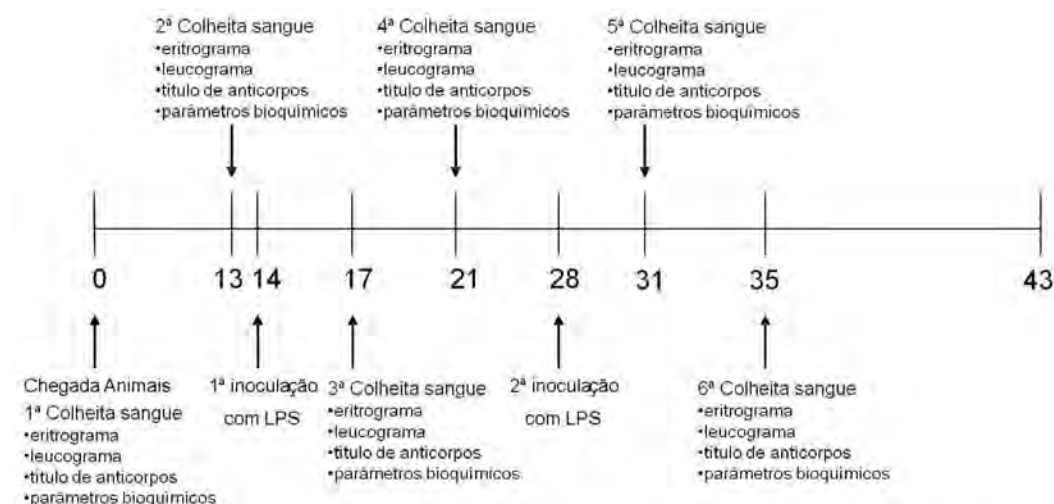 2ª Colheita sangue
•eritrograma
•leucograma
•título de anticorpos
•parâmetros bioquímicos
4ª Colheita sangue
•eritrograma
•leucograma
•título de anticorpos
•parâmetros bioquímicos
5ª Colheita sangue
•eritrograma
•leucograma
•título de anticorpos
•parâmetros bioquímicos
0 13 14 17 21 28 31 35 43
Chegada Animais
1ª Colheita sangue
•eritrograma
•leucograma
•título de anticorpos
•parâmetros bioquímicos
1ª inoculação
com LPS
3ª Colheita sangue
•eritrograma
•leucograma
•título de anticorpos
•parâmetros bioquímicos
2ª inoculação
com LPS
6ª Colheita sangue
•eritrograma
•leucograma
•título de anticorpos
•parâmetros bioquímicos